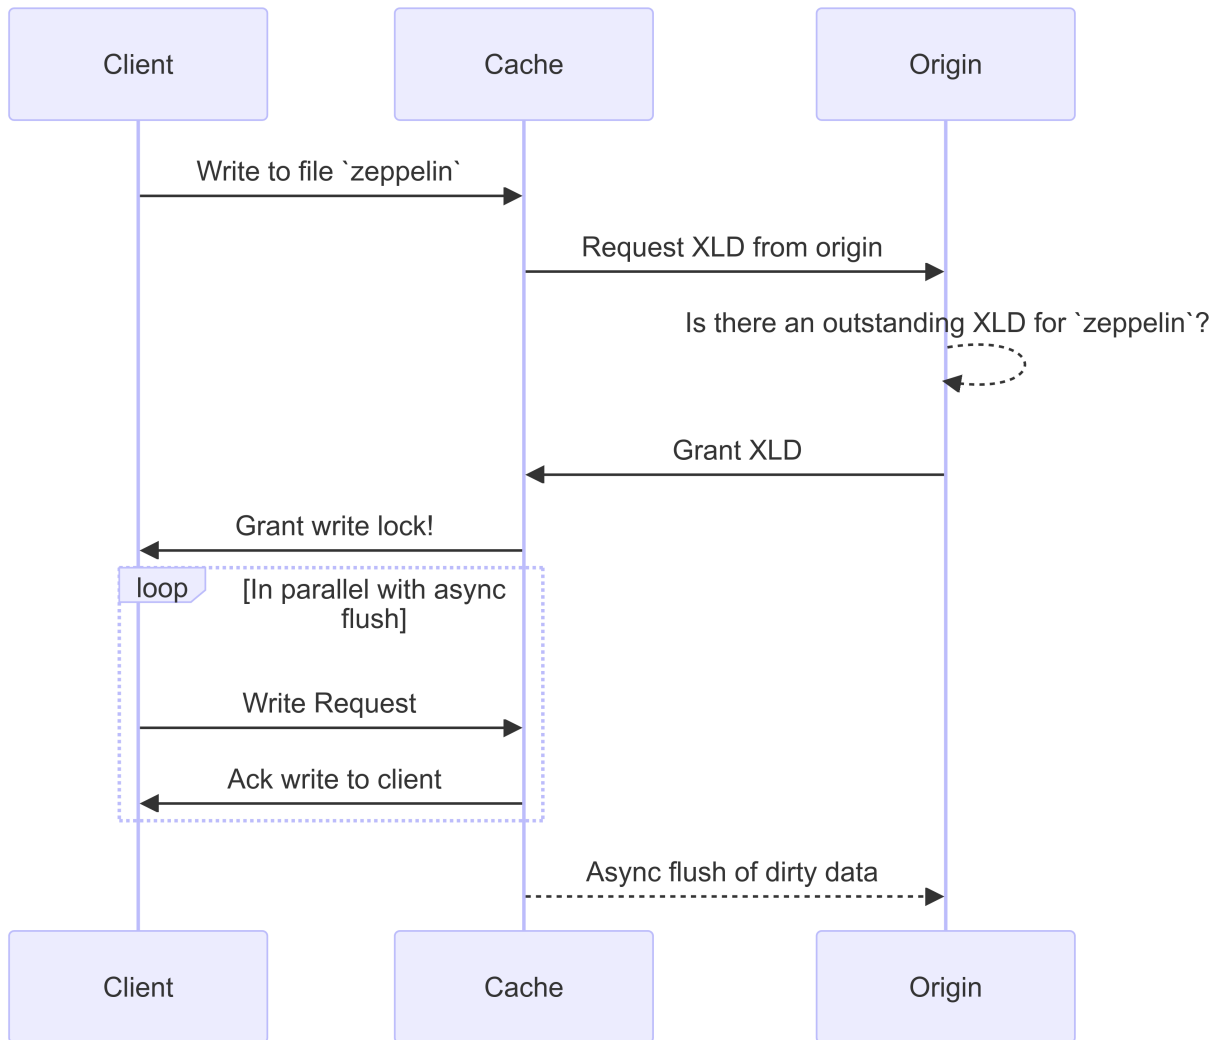 Client
Cache
Origin
Write to file `zeppelin`
Request XLD from origin
Is there an outstanding XLD for `zeppelin`?
Grant XLD
Grant write lock!
loop
[In parallel with async
flush]
Write Request
Ack write to client
Async flush of dirty data
Client
Cache
Origin